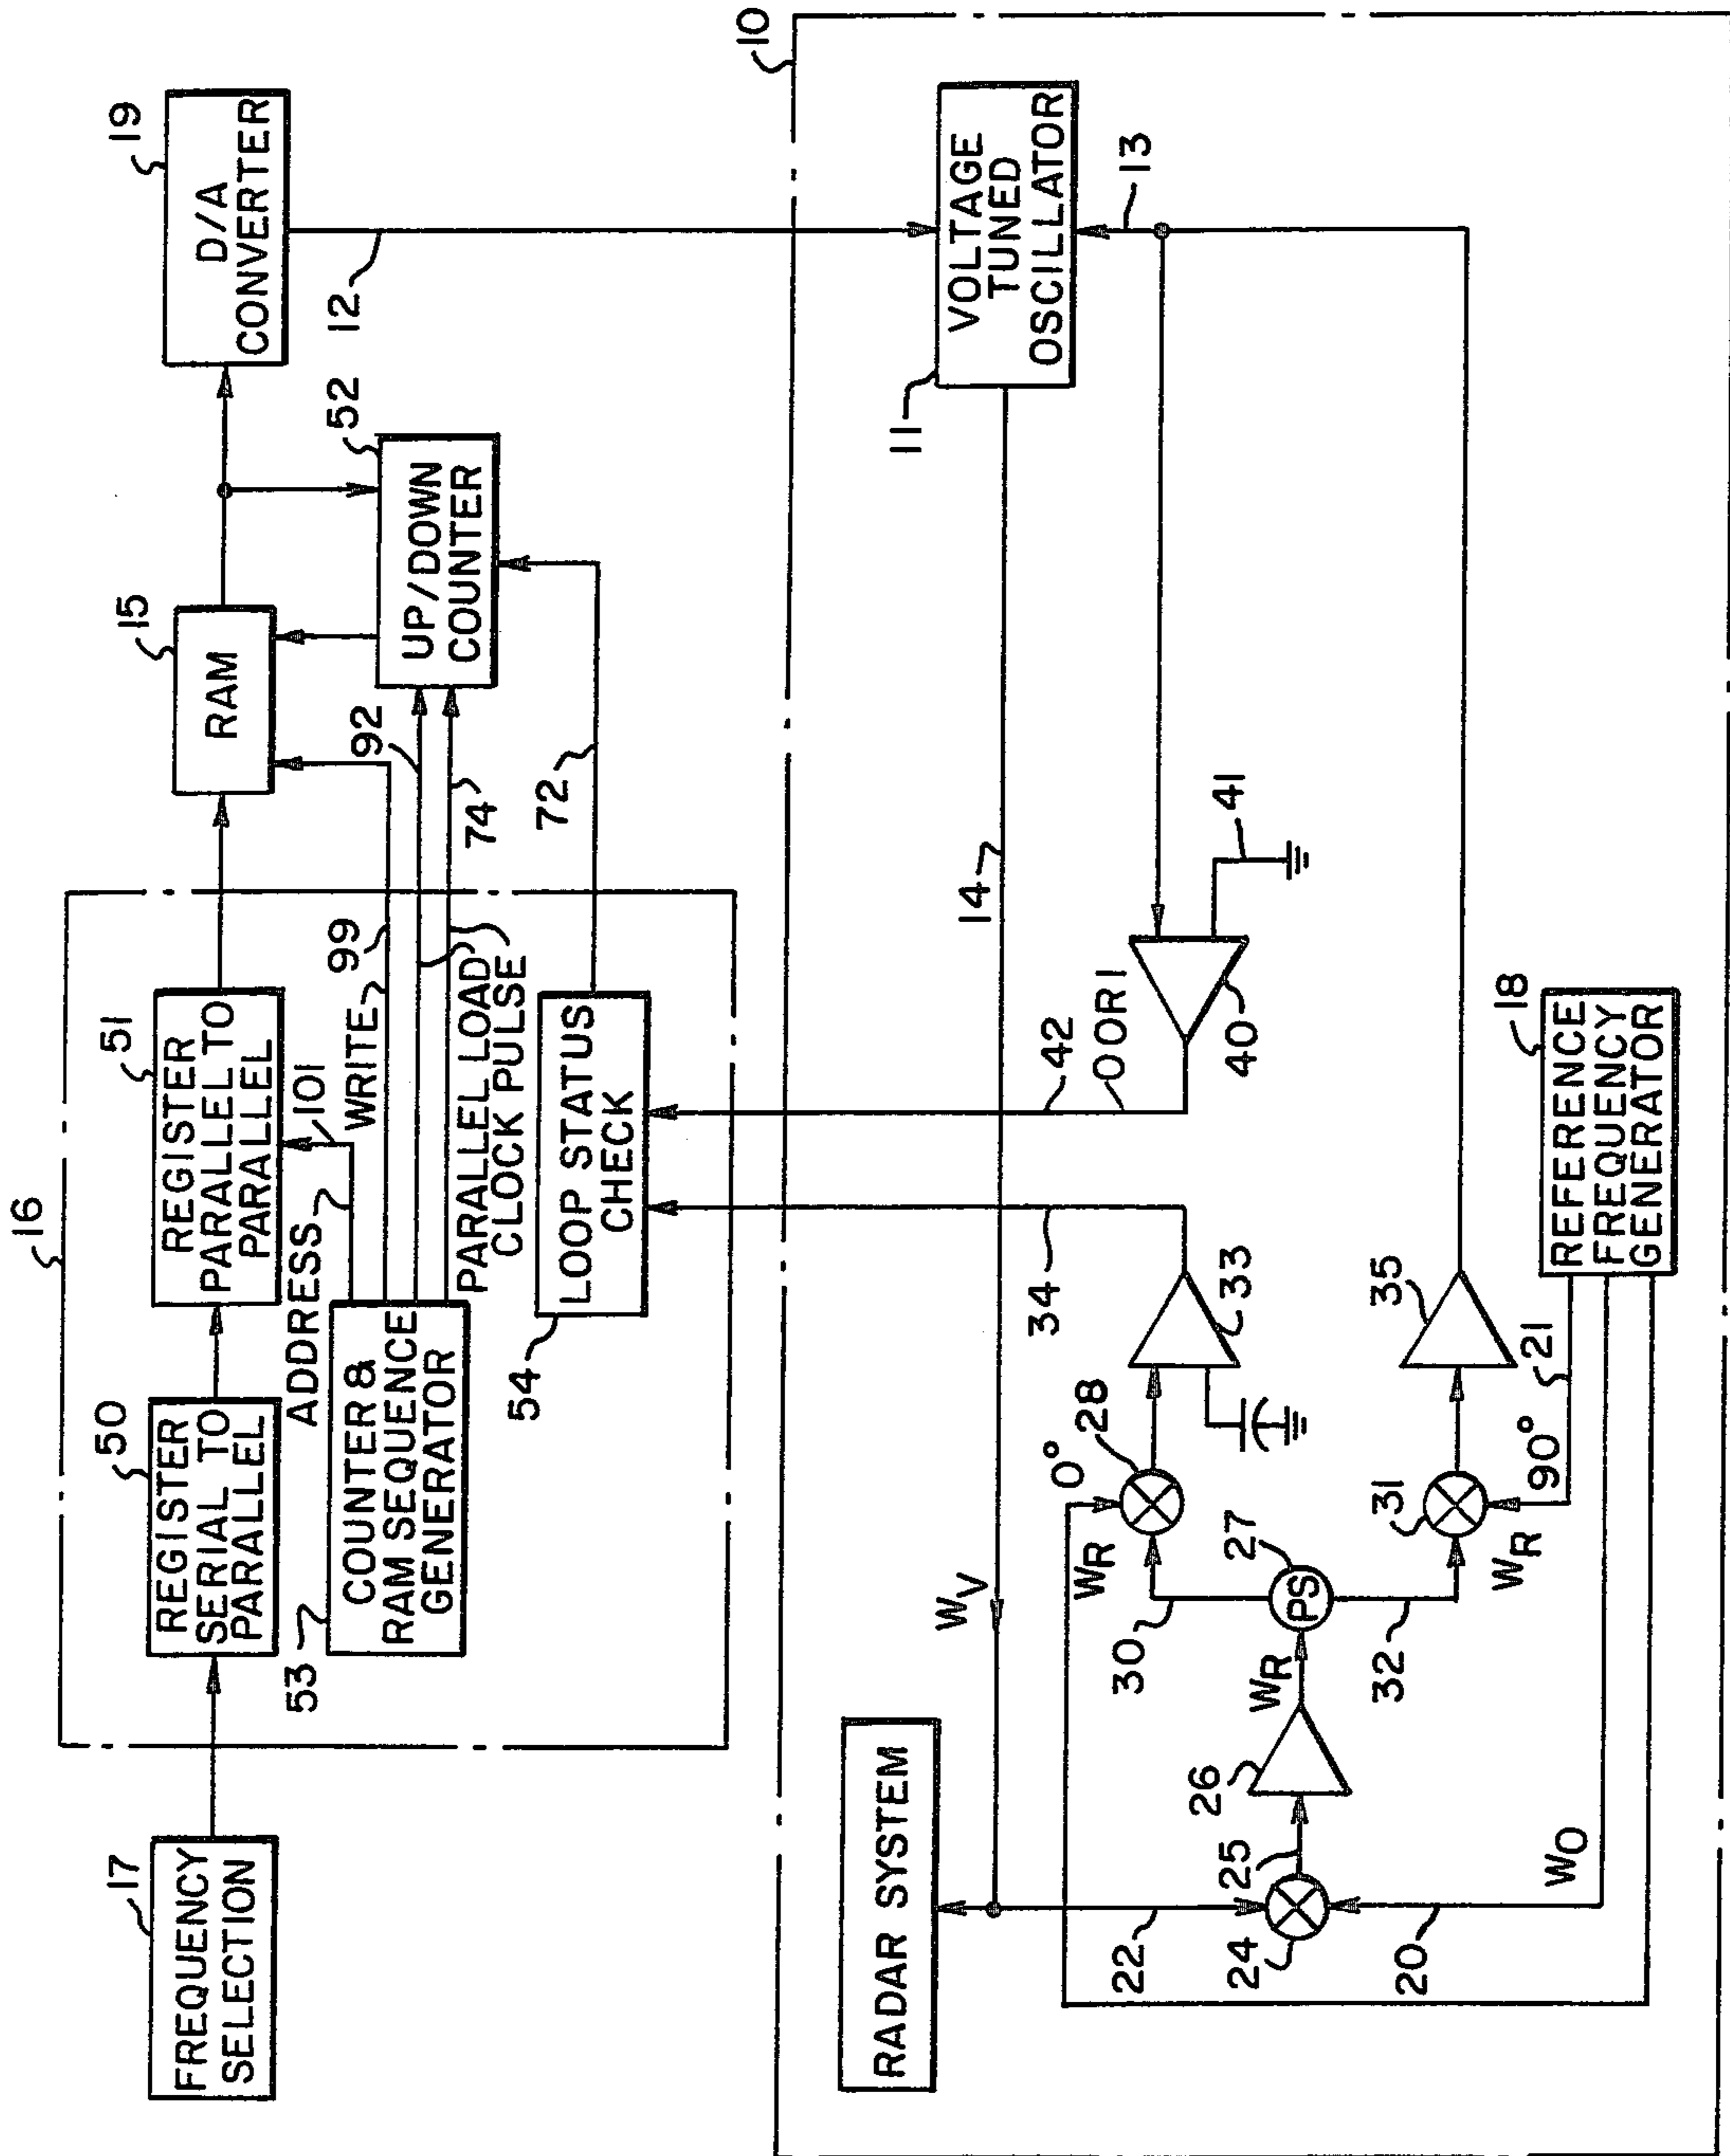 17
FREQUENCY
SELECTION
16
50
REGISTER
SERIAL TO
PARALLEL
51
REGISTER
PARALLEL TO
PARALLEL
15
RAM
19
D/A
CONVERTER
ADDRESS
101
WRITE
99
53
COUNTER &
RAM SEQUENCE
GENERATOR
PARALLEL LOAD
CLOCK PULSE
92
74
52
UP/DOWN
COUNTER
12
54
LOOP STATUS
CHECK
72
10
RADAR SYSTEM
WV
14
11
VOLTAGE
TUNED
OSCILLATOR
13
34
42
0 OR 1
40
41
22
24
25
26
WR
27
PS
30
WR
0°
28
33
32
WR
31
90°
35
21
20
WO
18
REFERENCE
FREQUENCY
GENERATOR